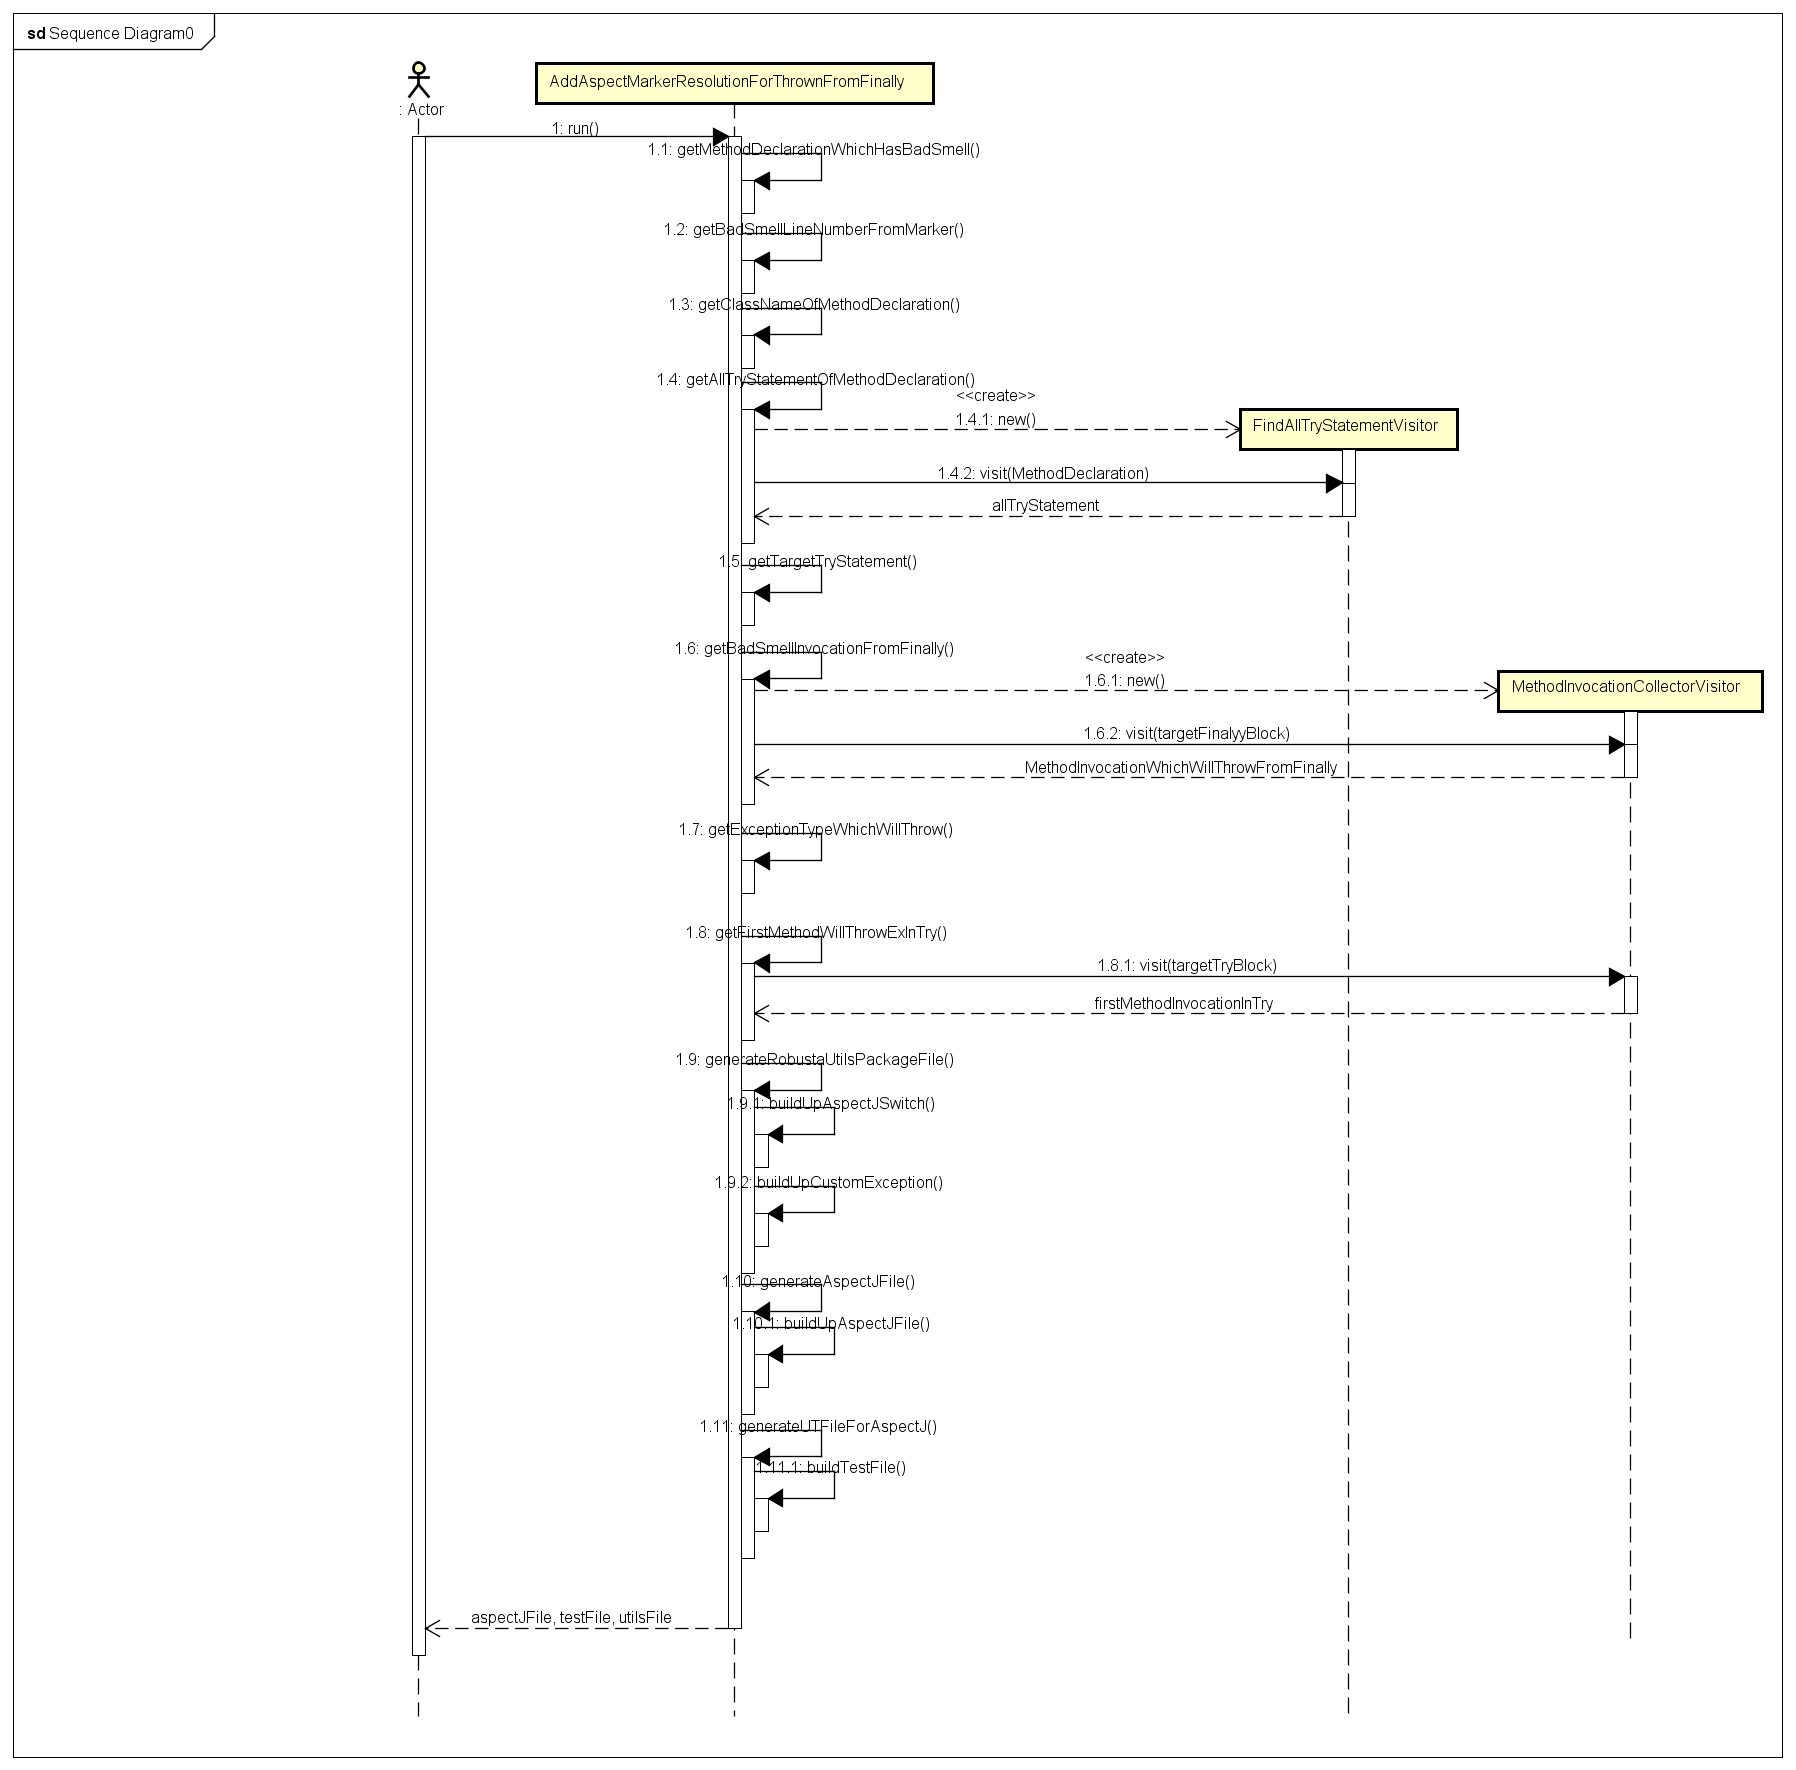 sd Sequence Diagram0
: Actor
AddAspectMarkerResolutionForThrownFromFinally
1: run()
1.1: getMethodDeclarationWhichHasBadSmell()
1.2: getBadSmellLineNumberFromMarker()
1.3: getClassNameOfMethodDeclaration()
1.4: getAllTryStatementOfMethodDeclaration()
<<create>>
1.4.1: new()
FindAllTryStatementVisitor
1.4.2: visit(MethodDeclaration)
allTryStatement
1.5: getTargetTryStatement()
1.6: getBadSmellInvocationFromFinally()
<<create>>
1.6.1: new()
MethodInvocationCollectorVisitor
1.6.2: visit(targetFinalyyBlock)
MethodInvocationWhichWillThrowFromFinally
1.7: getExceptionTypeWhichWillThrow()
1.8: getFirstMethodWillThrowExInTry()
1.8.1: visit(targetTryBlock)
firstMethodInvocationInTry
1.9: generateRobustaUtilsPackageFile()
1.9.1: buildUpAspectJSwitch()
1.9.2: buildUpCustomException()
1.10: generateAspectJFile()
1.10.1: buildUpAspectJFile()
1.11: generateUTFileForAspectJ()
1.11.1: buildTestFile()
aspectJFile, testFile, utilsFile